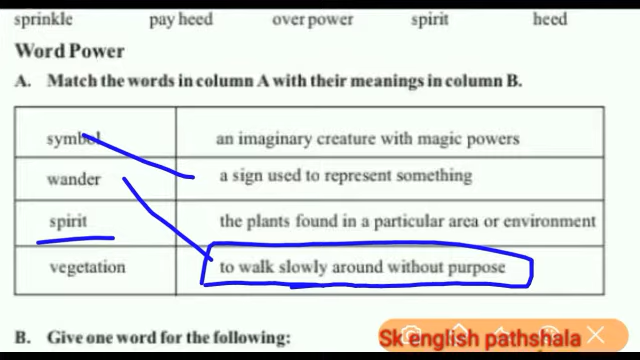 sprinkle pay heed over power spirit heed
Word Power
A. Match the words in column A with their meanings in column B.
symbol an imaginary creature with magic powers
wander a sign used to represent something
spirit the plants found in a particular area or environment
vegetation to walk slowly around without purpose
B. Give one word for the following:
Sk english pathshala